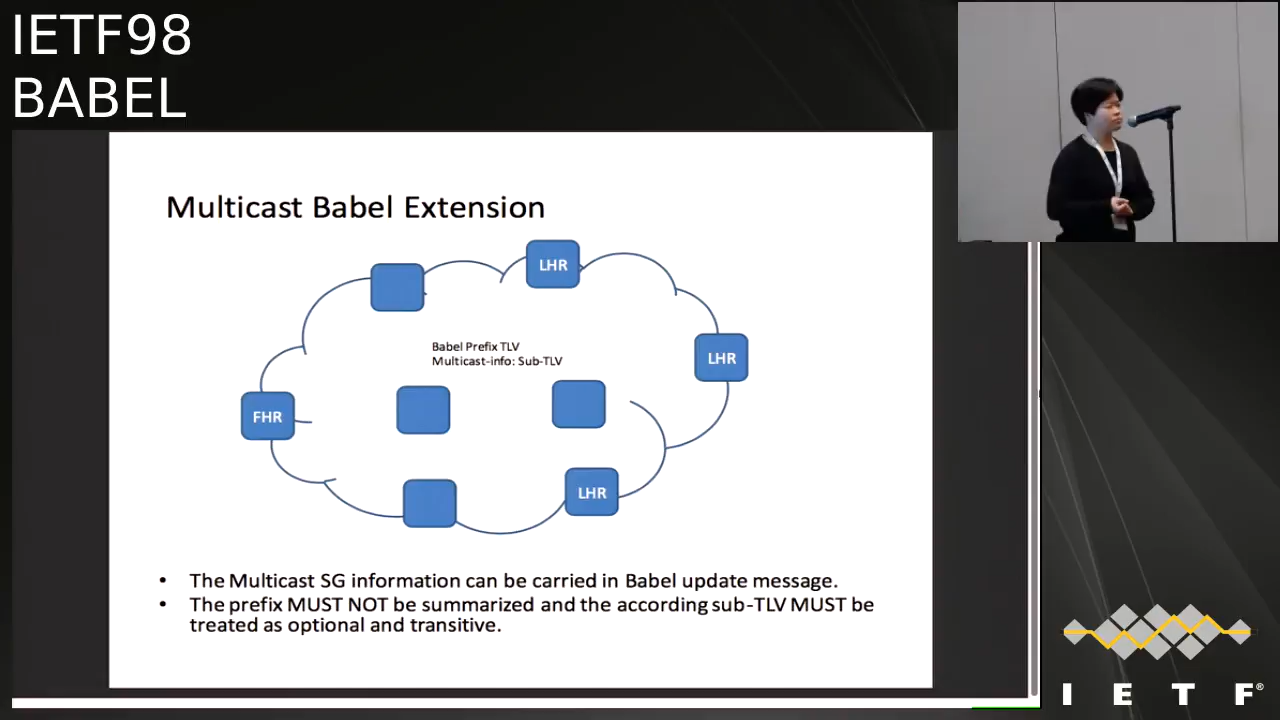 IETF98
BABEL
Multicast Babel Extension
LHR
Babel Prefix TLV
Multicast-info: Sub-TLV
LHR
FHR
LHR
• The Multicast SG information can be carried in Babel update message.
• The prefix MUST NOT be summarized and the according sub-TLV MUST be
treated as optional and transitive.
I E T F®